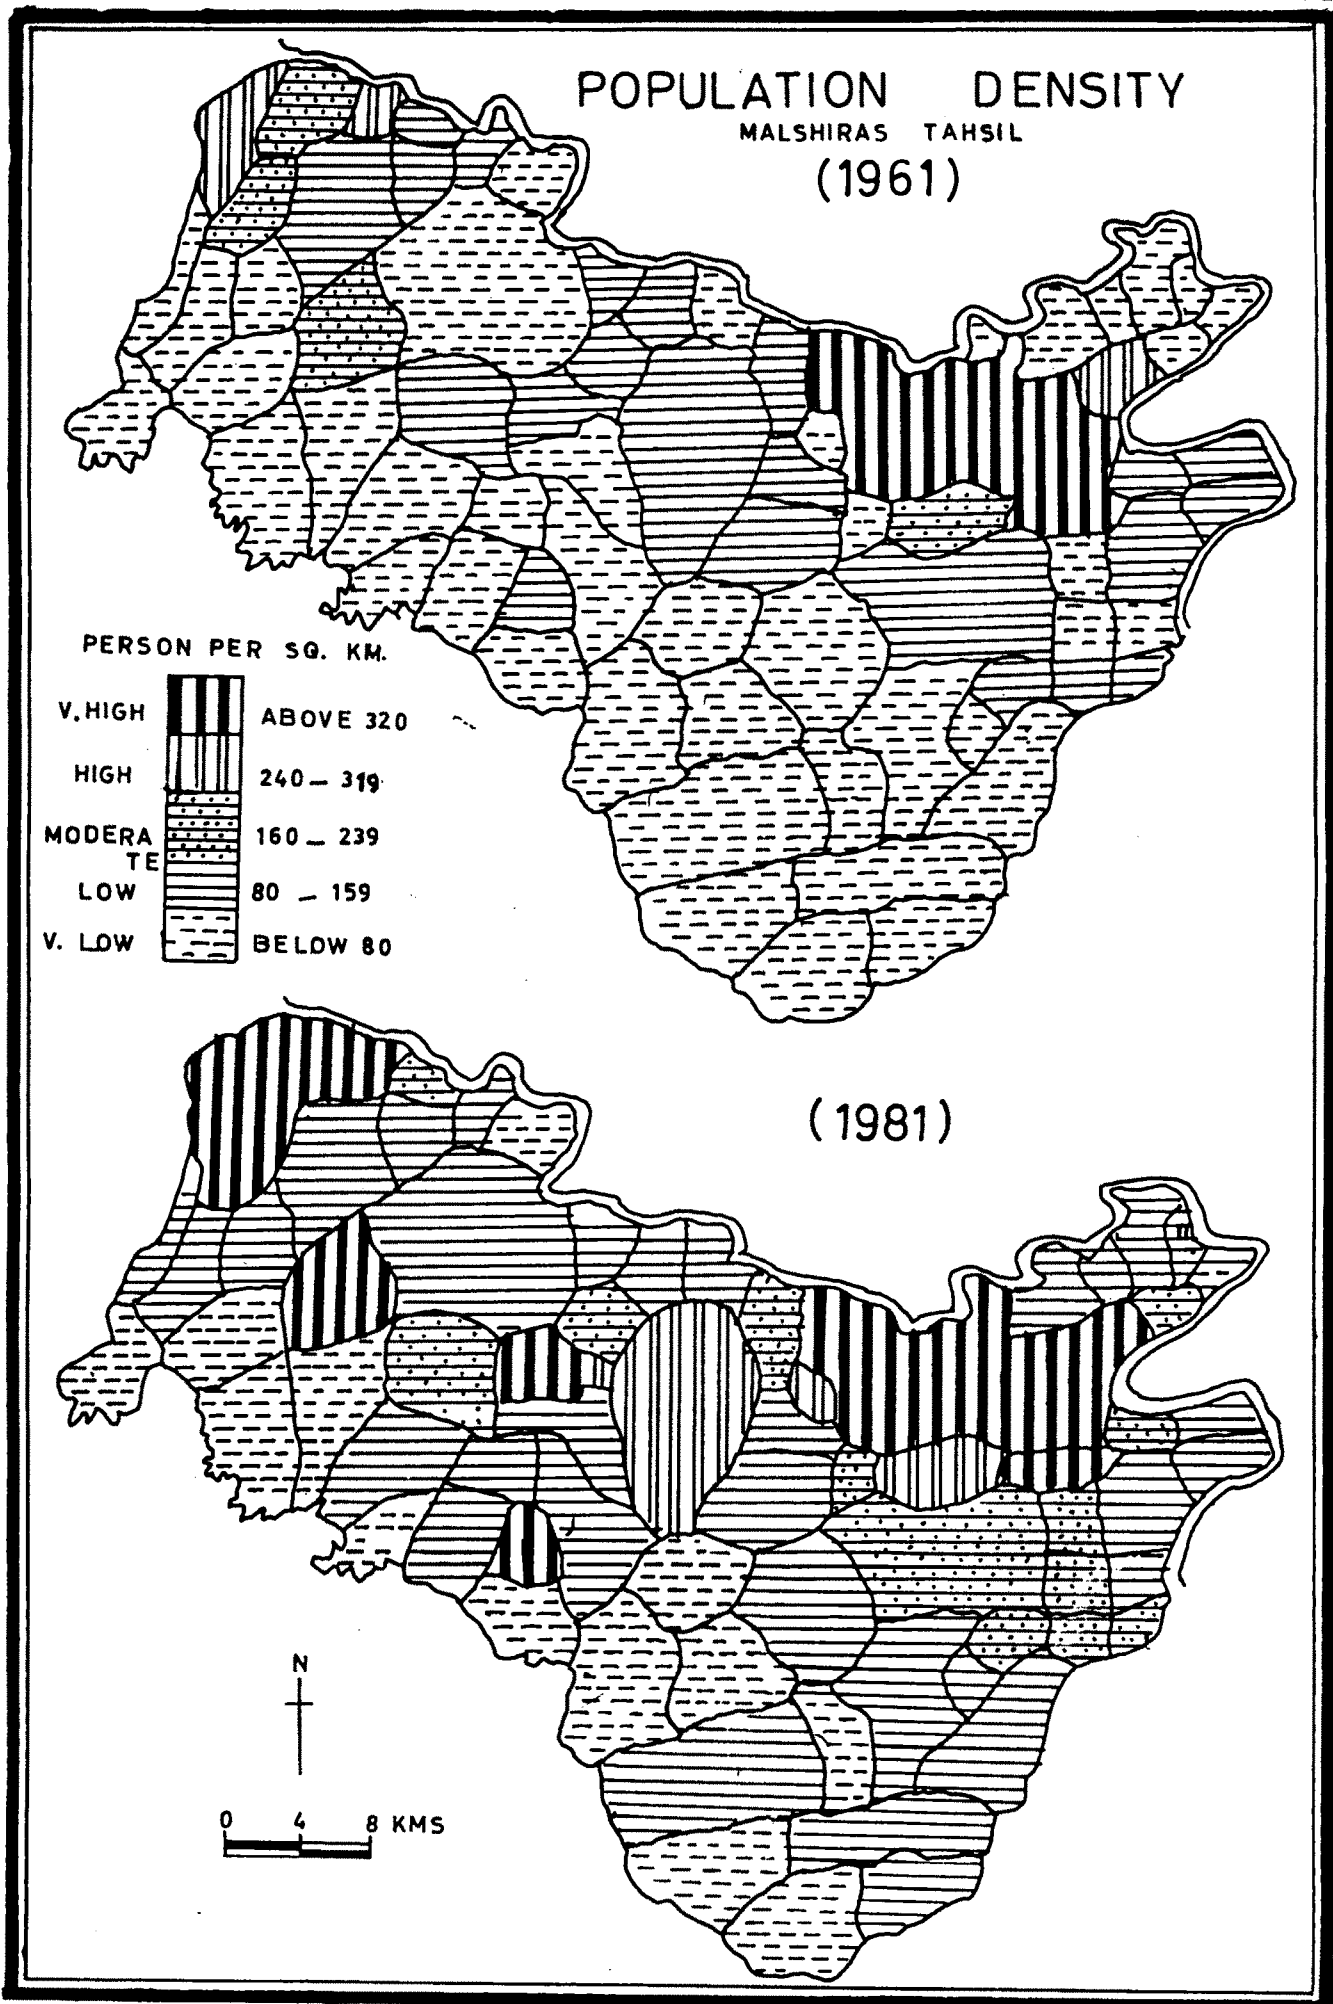 POPULATION DENSITY
MALSHIRAS TAHSIL
(1961)
PERSON PER SQ. KM.
V. HIGH ABOVE 320
HIGH 240 – 319
MODERA
TE 160 – 239
LOW 80 – 159
V. LOW BELOW 80
(1981)
N
0 4 8 KMS